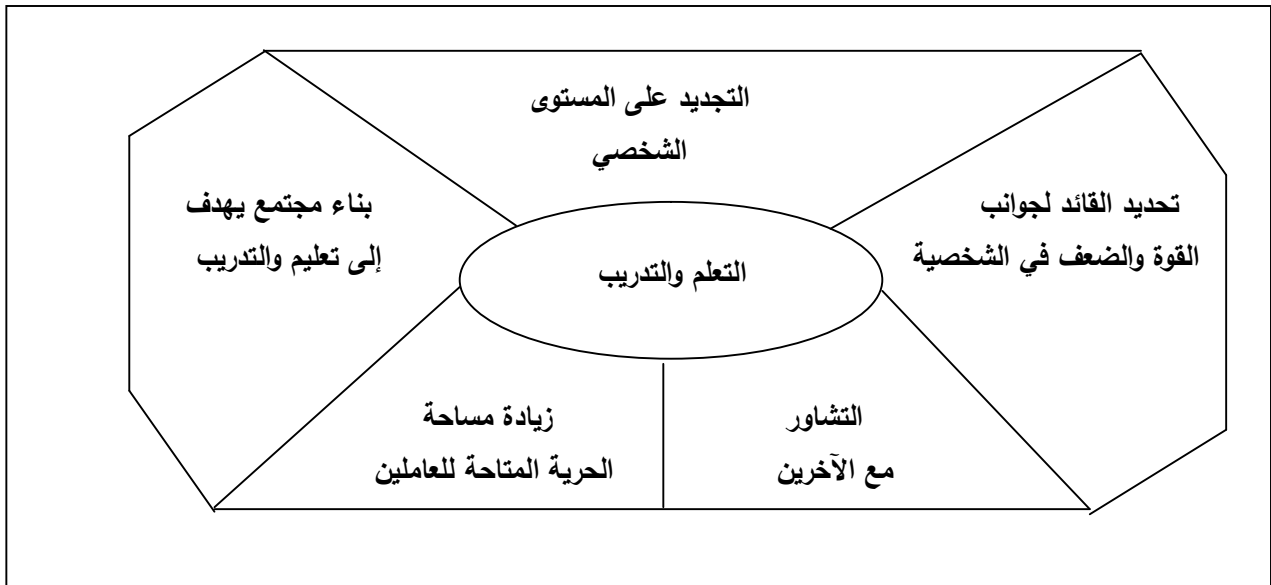 التجديد على المستوى
الشخصي
تحديد القائد لجوانب
القوة والضعف في الشخصية
بناء مجتمع يهدف
إلى تعليم والتدريب
التعلم والتدريب
التشاور
مع الآخرين
زيادة مساحة
الحرية المتاحة للعاملين